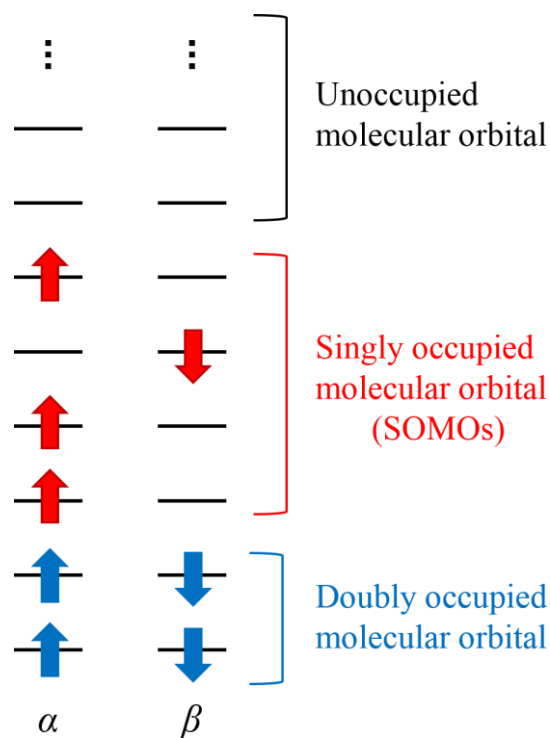 Unoccupied
molecular orbital
Singly occupied
molecular orbital
(SOMOs)
Doubly occupied
molecular orbital
α β